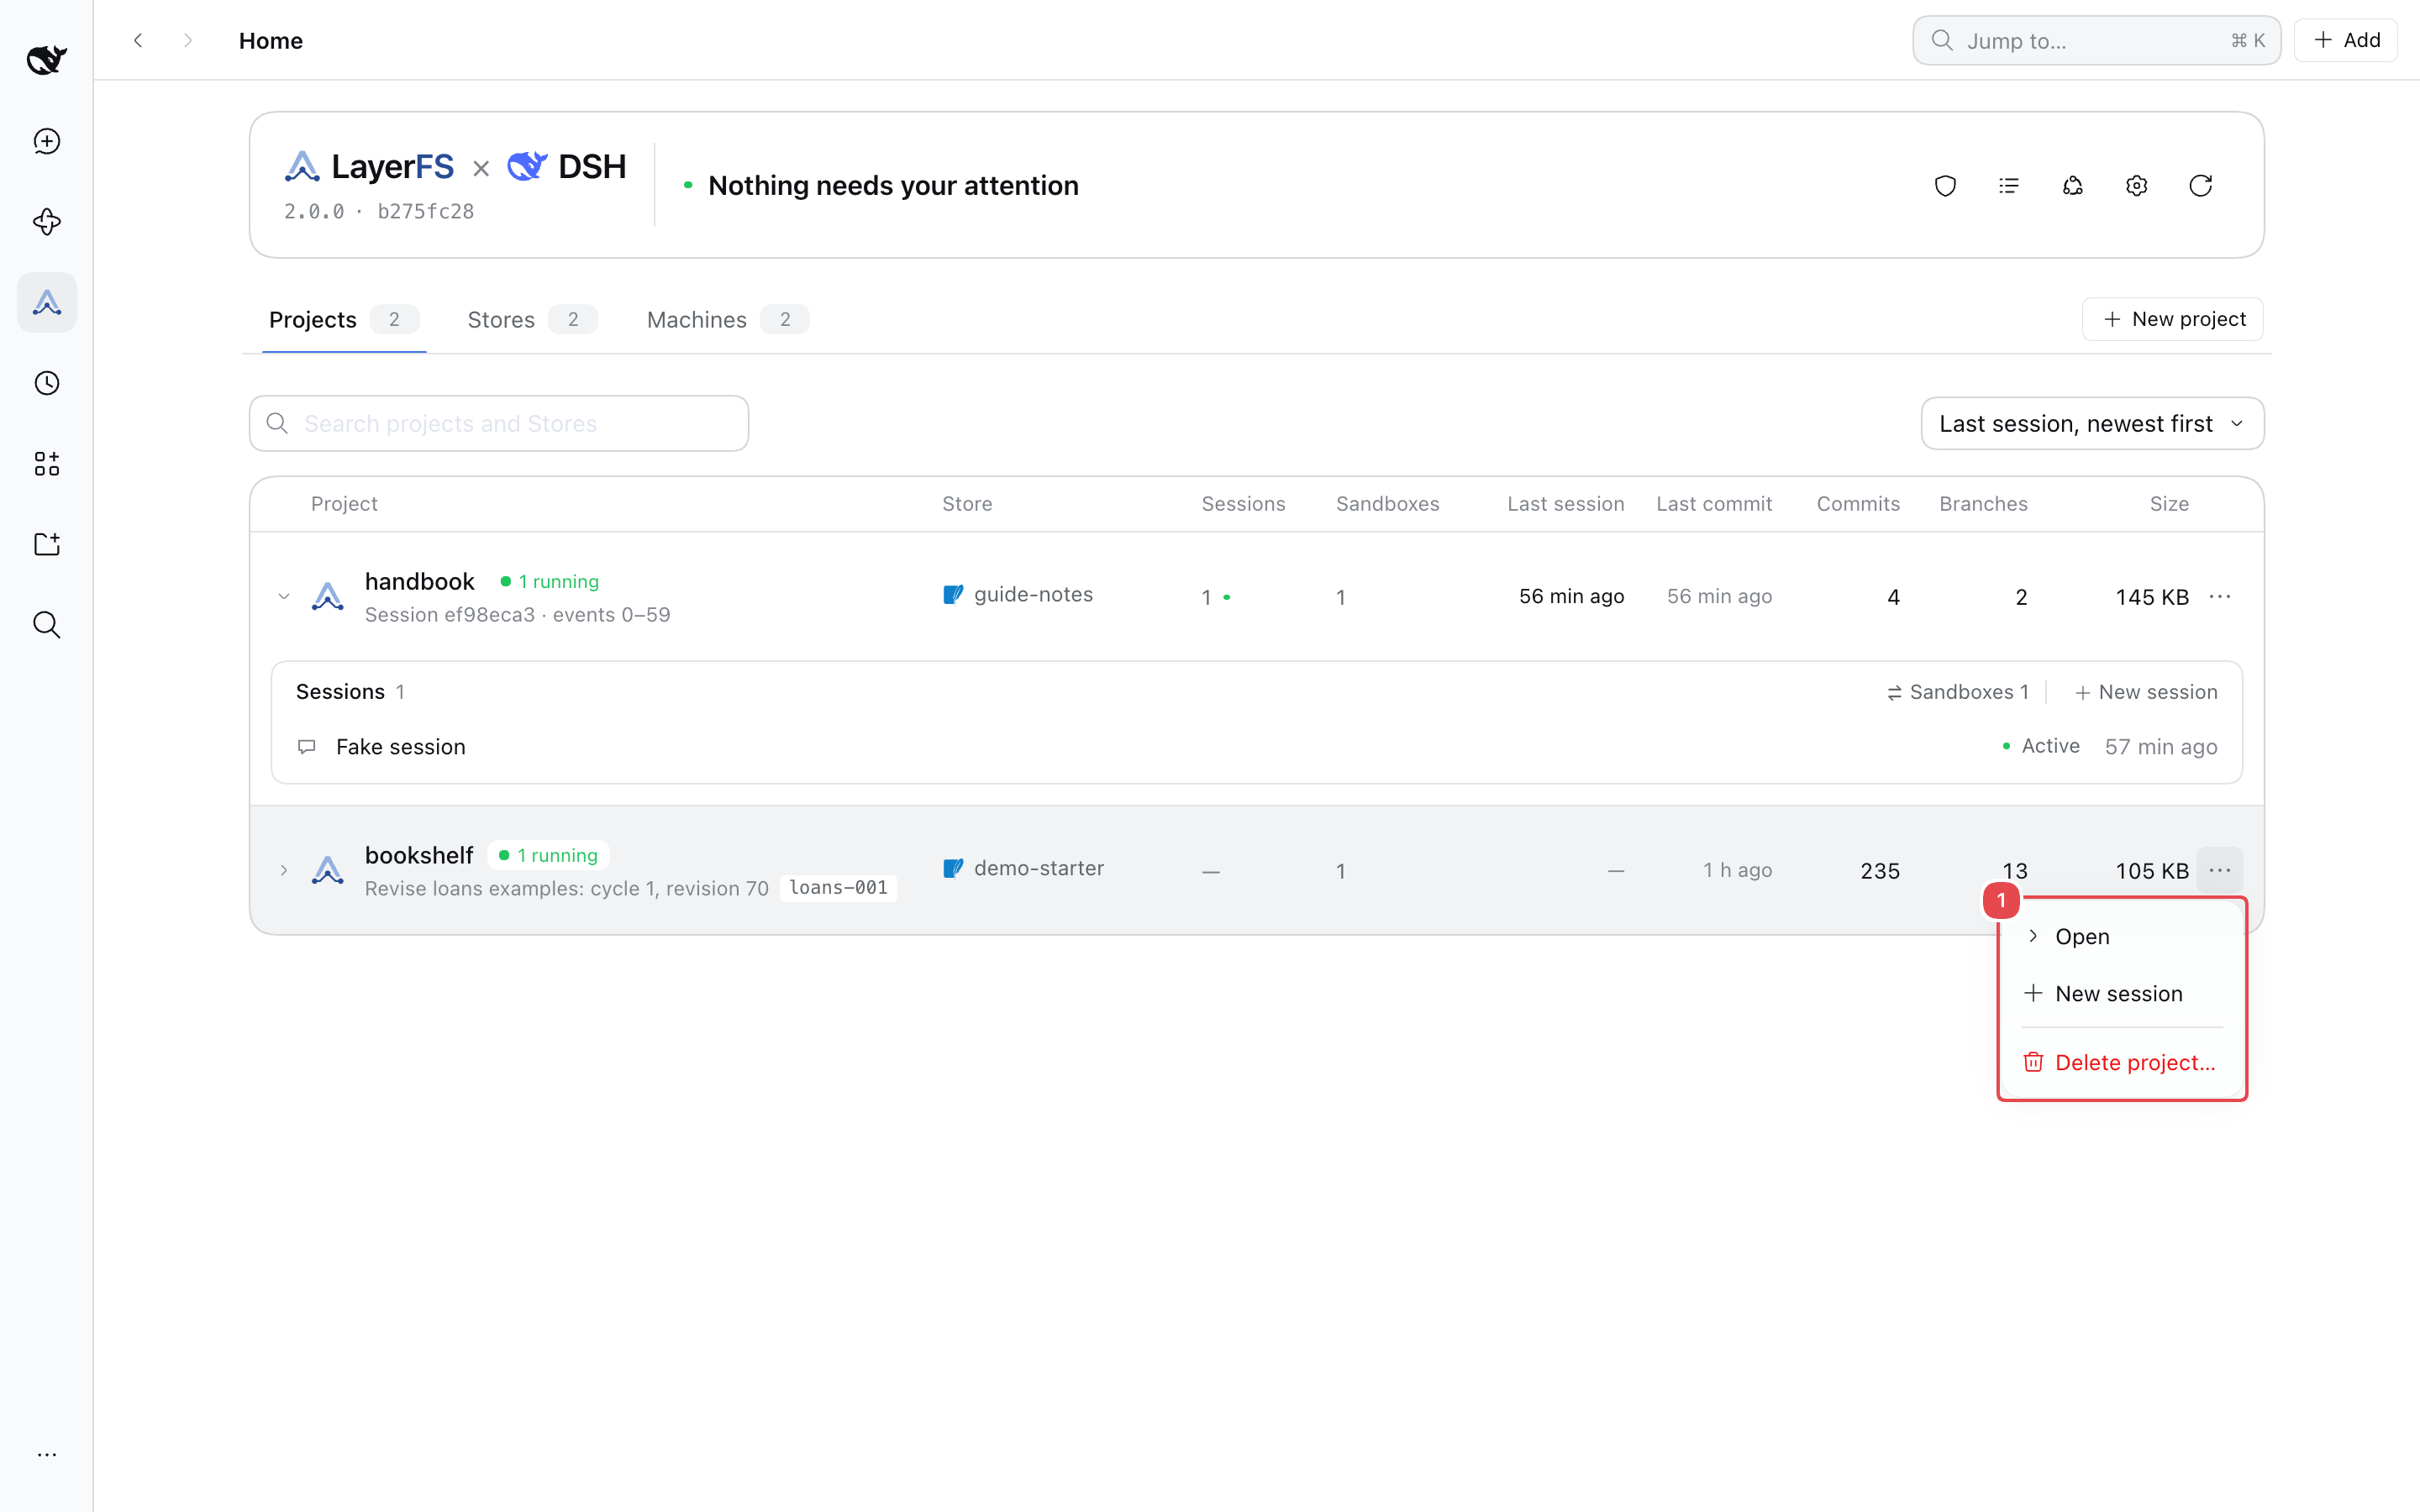 Home
Jump to...
⌘ K
+ Add
LayerFS × DSH
2.0.0 · b275fc28
Nothing needs your attention
Projects 2
Stores 2
Machines 2
+ New project
Search projects and Stores
Last session, newest first
Project Store Sessions Sandboxes Last session Last commit Commits Branches Size
handbook 1 running
Session ef98eca3 · events 0–59
guide-notes 1 1 56 min ago 56 min ago 4 2 145 KB ···
Sessions 1
Sandboxes 1
+ New session
Fake session
Active 57 min ago
bookshelf 1 running
Revise loans examples: cycle 1, revision 70 loans-001
demo-starter — 1 — 1 h ago 235 13 105 KB ···
1
Open
+ New session
Delete project...
···